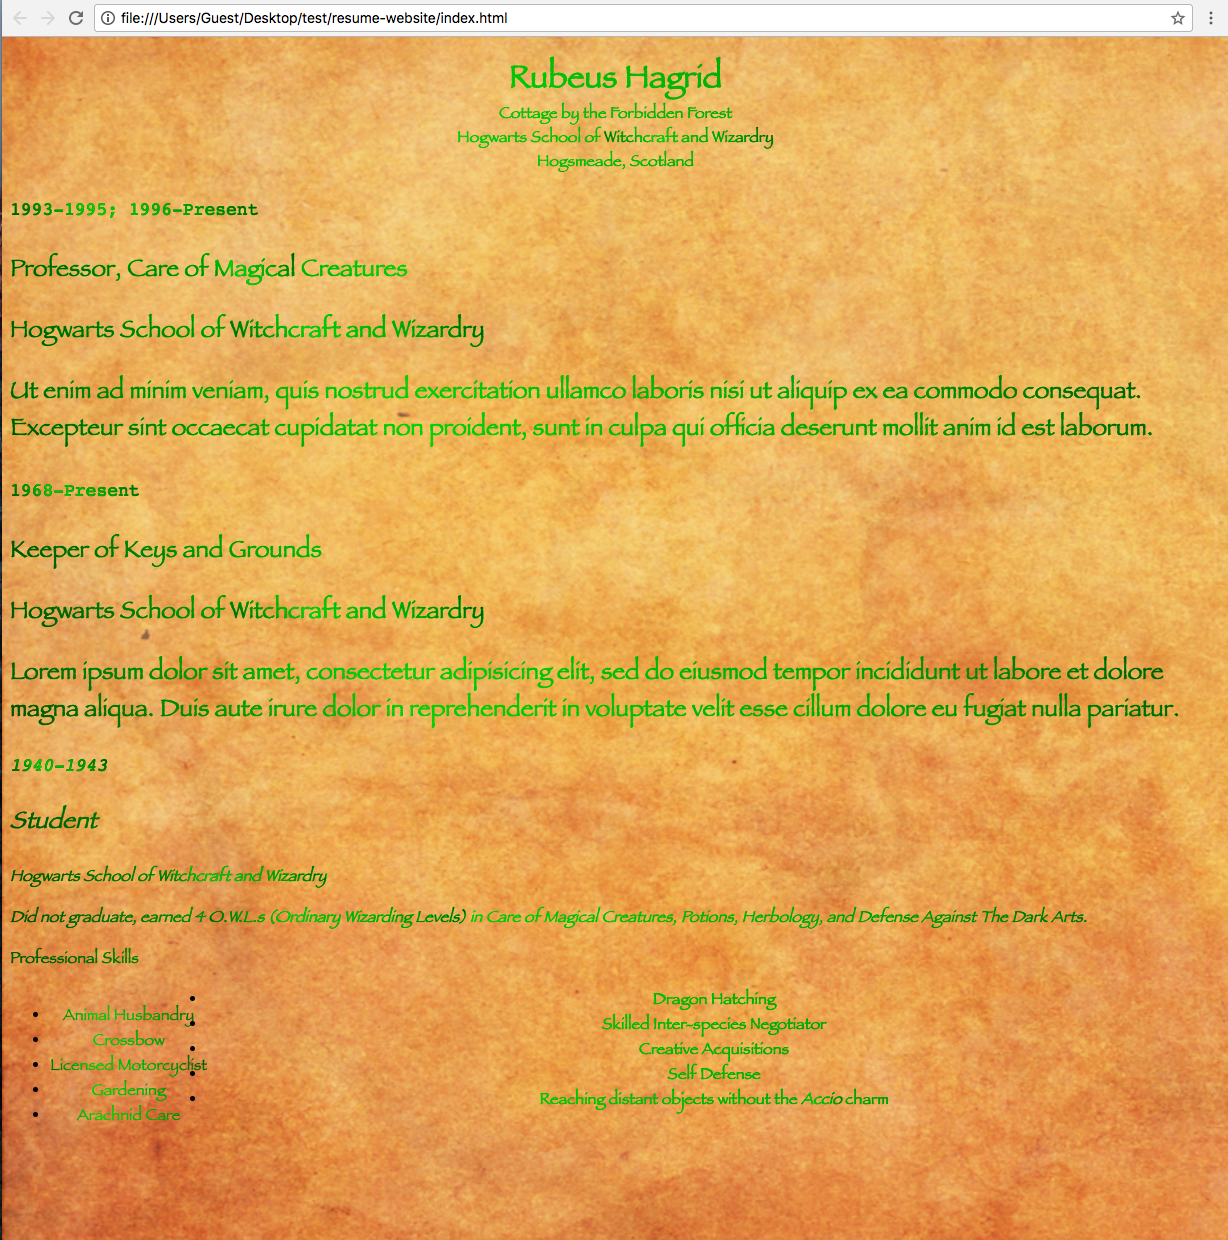 file:///Users/Guest/Desktop/test/resume-website/index.html
Rubeus Hagrid
Cottage by the Forbidden Forest
Hogwarts School of Witchcraft and Wizardry
Hogsmeade, Scotland
1993-1995; 1996-Present
Professor, Care of Magical Creatures
Hogwarts School of Witchcraft and Wizardry
Ut enim ad minim veniam, quis nostrud exercitation ullamco laboris nisi ut aliquip ex ea commodo consequat.
Excepteur sint occaecat cupidatat non proident, sunt in culpa qui officia deserunt mollit anim id est laborum.
1968-Present
Keeper of Keys and Grounds
Hogwarts School of Witchcraft and Wizardry
Lorem ipsum dolor sit amet, consectetur adipisicing elit, sed do eiusmod tempor incididunt ut labore et dolore
magna aliqua. Duis aute irure dolor in reprehenderit in voluptate velit esse cillum dolore eu fugiat nulla pariatur.
1940-1943
Student
Hogwarts School of Witchcraft and Wizardry
Did not graduate, earned 4 O.W.L.s (Ordinary Wizarding Levels) in Care of Magical Creatures, Potions, Herbology, and Defense Against The Dark Arts.
Professional Skills
Animal Husbandry
Crossbow
Licensed Motorcyclist
Gardening
Arachnid Care
Dragon Hatching
Skilled Inter-species Negotiator
Creative Acquisitions
Self Defense
Reaching distant objects without the Accio charm